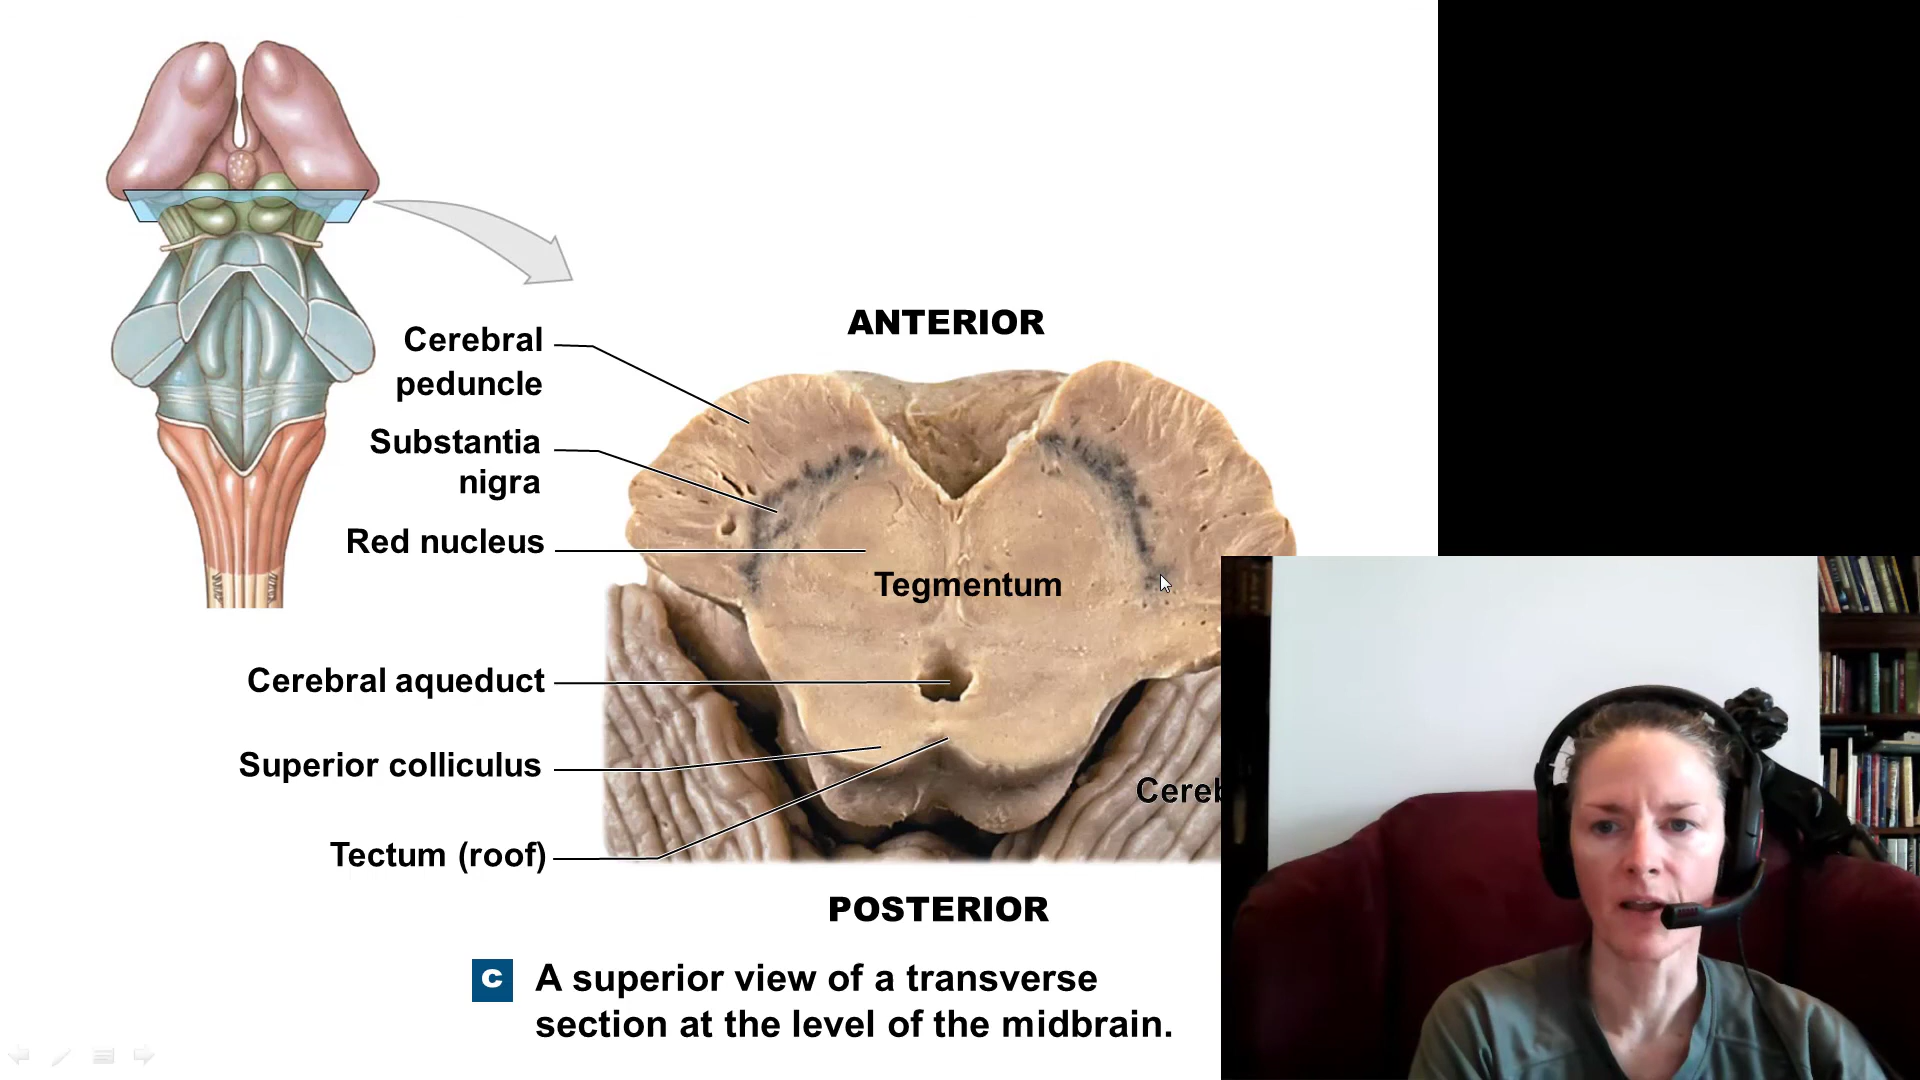 ANTERIOR
Cerebral
peduncle
Substantia
nigra
Red nucleus
Tegmentum
Cerebral aqueduct
Superior colliculus
Cereb
Tectum (roof)
POSTERIOR
C A superior view of a transverse
section at the level of the midbrain.